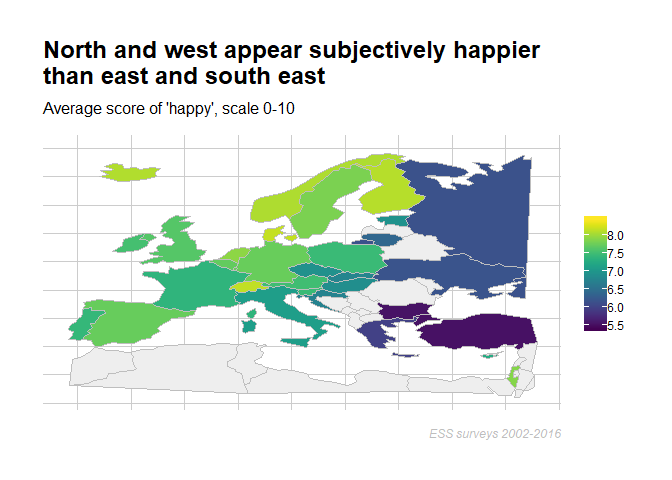 North and west appear subjectively happier
than east and south east
Average score of 'happy', scale 0-10
8.0
7.5
7.0
6.5
6.0
5.5
ESS surveys 2002-2016